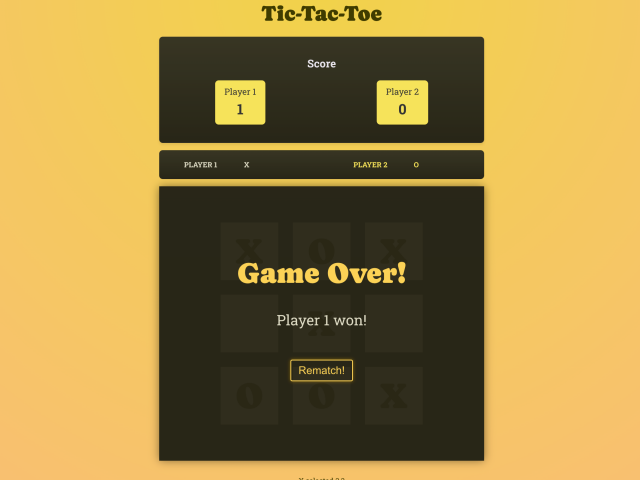 Tic-Tac-Toe
Score
Player 1 Player 2
1 0
PLAYER 1 X PLAYER 2 O
X O X
Game Over!
Player 1 won!
Rematch!
O O X